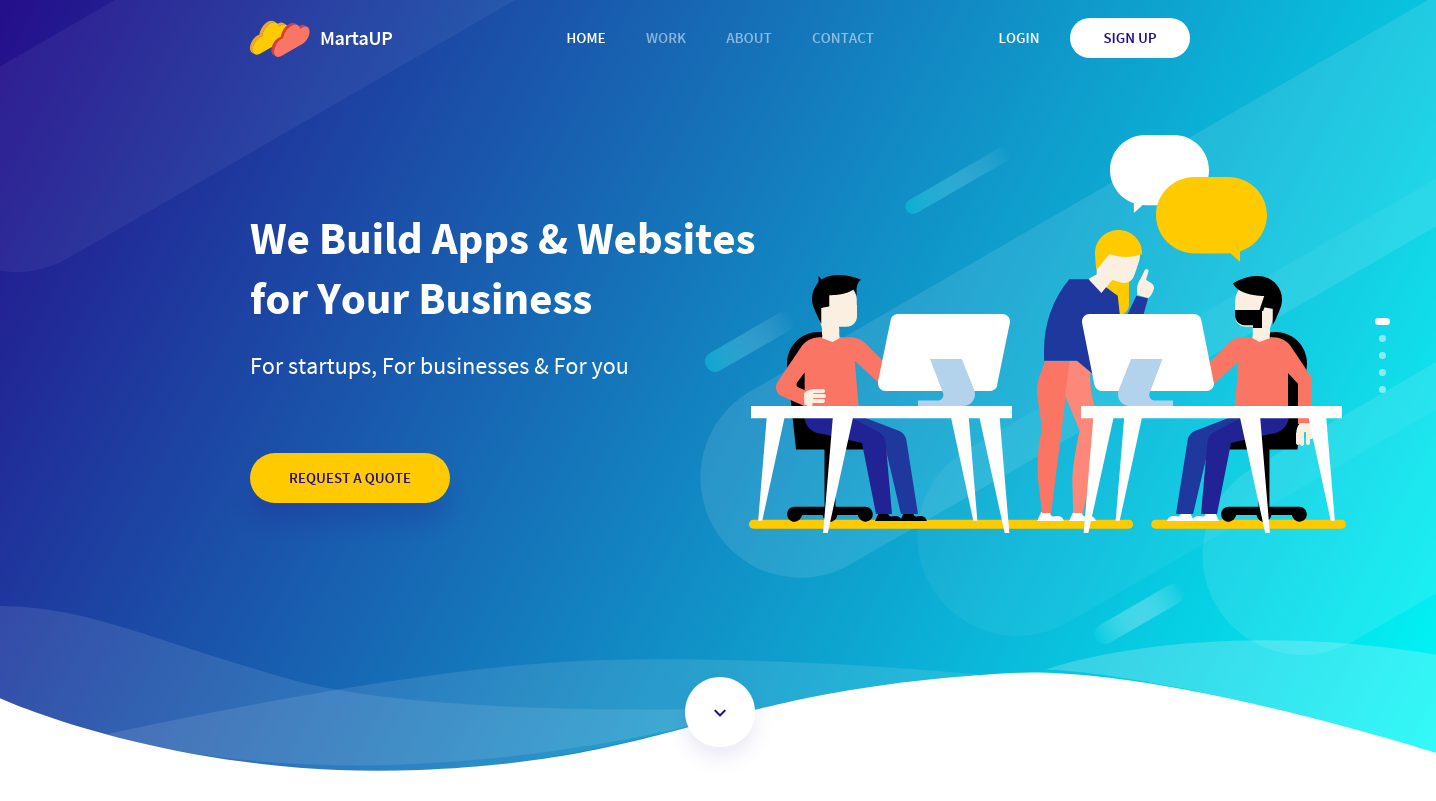 MartaUP
HOME WORK ABOUT CONTACT
LOGIN
SIGN UP
We Build Apps & Websites
for Your Business
For startups, For businesses & For you
REQUEST A QUOTE